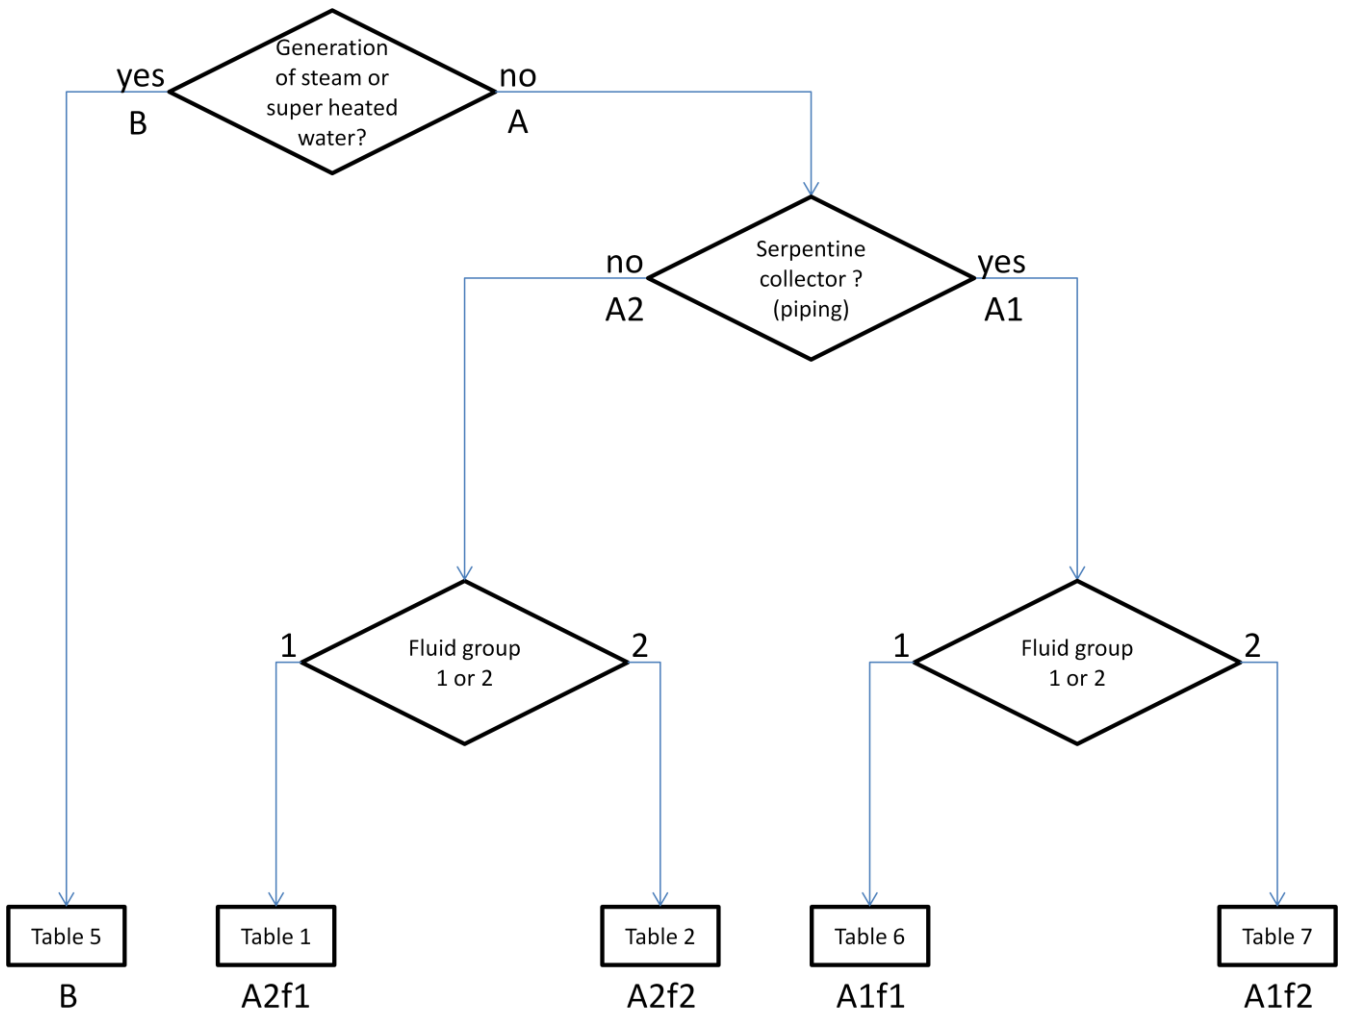 Generation
of steam or
super heated
water?
yes
no
B
A
Serpentine
collector ?
(piping)
no
yes
A2
A1
Fluid group
1 or 2
1
2
Fluid group
1 or 2
1
2
Table 5
Table 1
Table 2
Table 6
Table 7
B
A2f1
A2f2
A1f1
A1f2